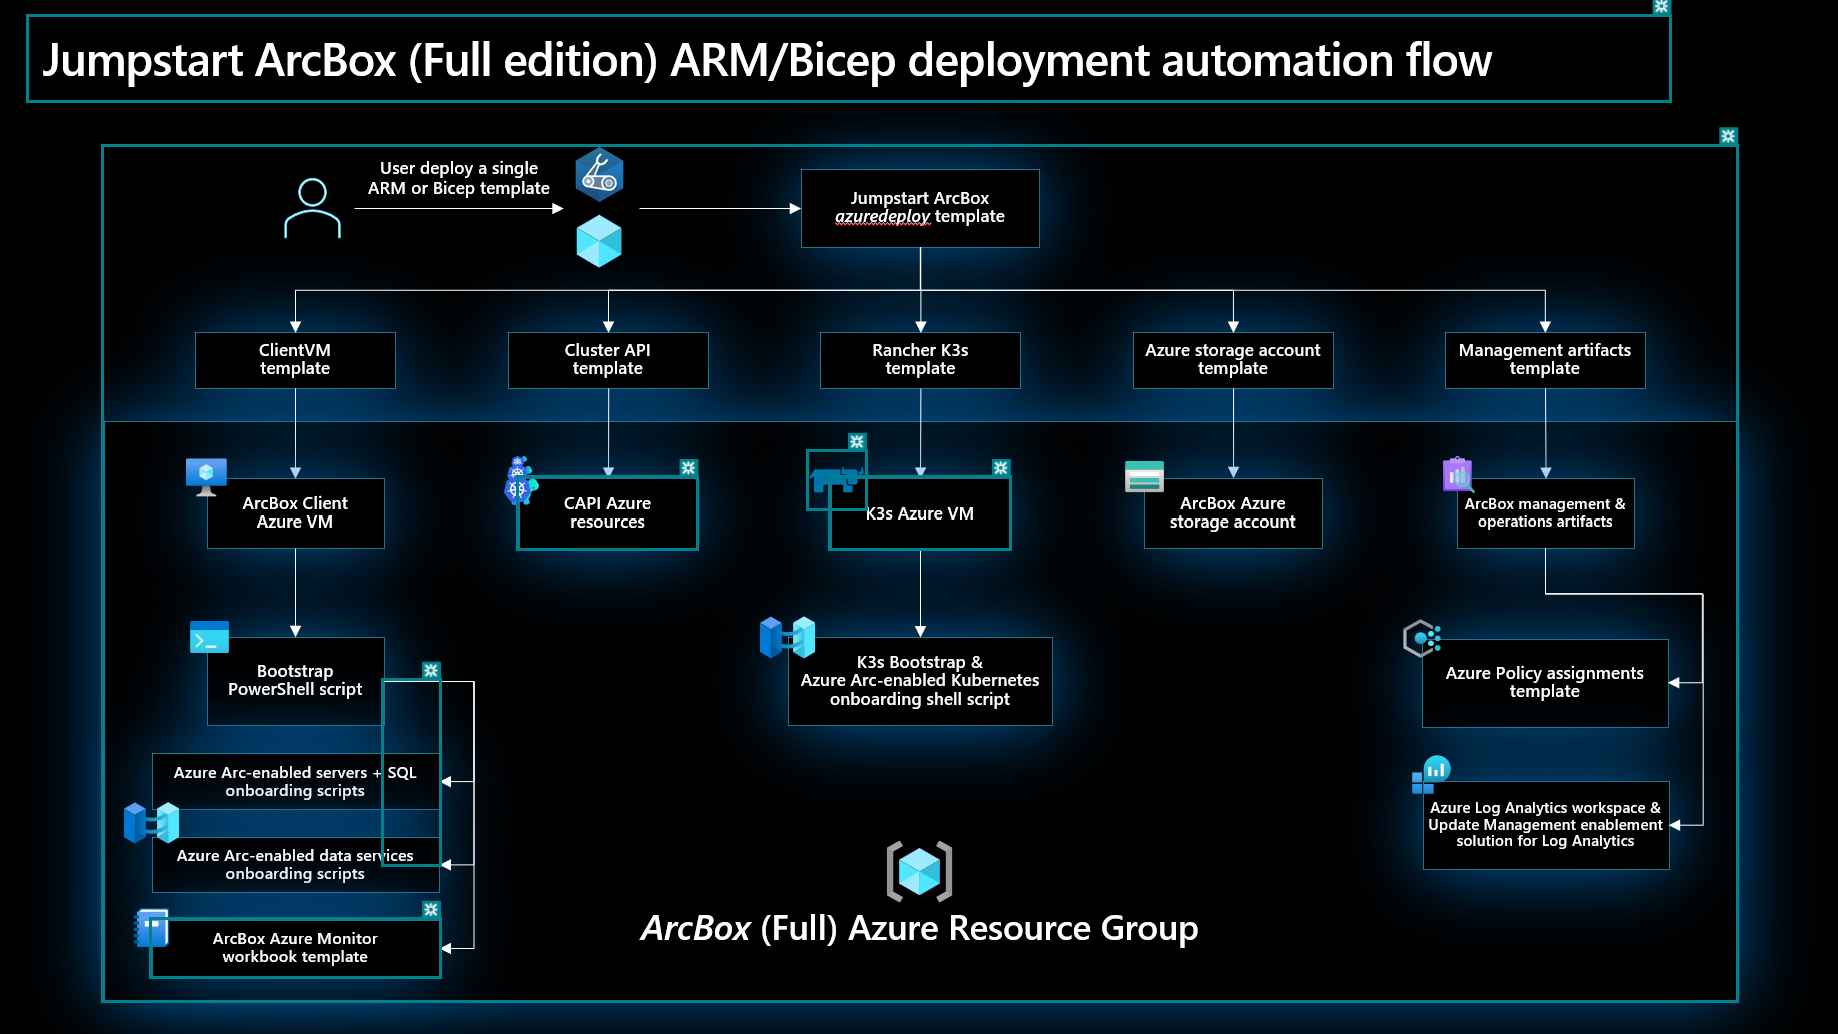 Jumpstart ArcBox (Full edition) ARM/Bicep deployment automation flow
User deploy a single
ARM or Bicep template
Jumpstart ArcBox
azuredeploy template
ClientVM
template
Cluster API
template
Rancher K3s
template
Azure storage account
template
Management artifacts
template
ArcBox Client
Azure VM
CAPI Azure
resources
K3s Azure VM
ArcBox Azure
storage account
ArcBox management &
operations artifacts
Bootstrap
PowerShell script
K3s Bootstrap &
Azure Arc-enabled Kubernetes
onboarding shell script
Azure Policy assignments
template
Azure Arc-enabled servers + SQL
onboarding scripts
Azure Arc-enabled data services
onboarding scripts
Azure Log Analytics workspace &
Update Management enablement
solution for Log Analytics
ArcBox Azure Monitor
workbook template
ArcBox (Full) Azure Resource Group